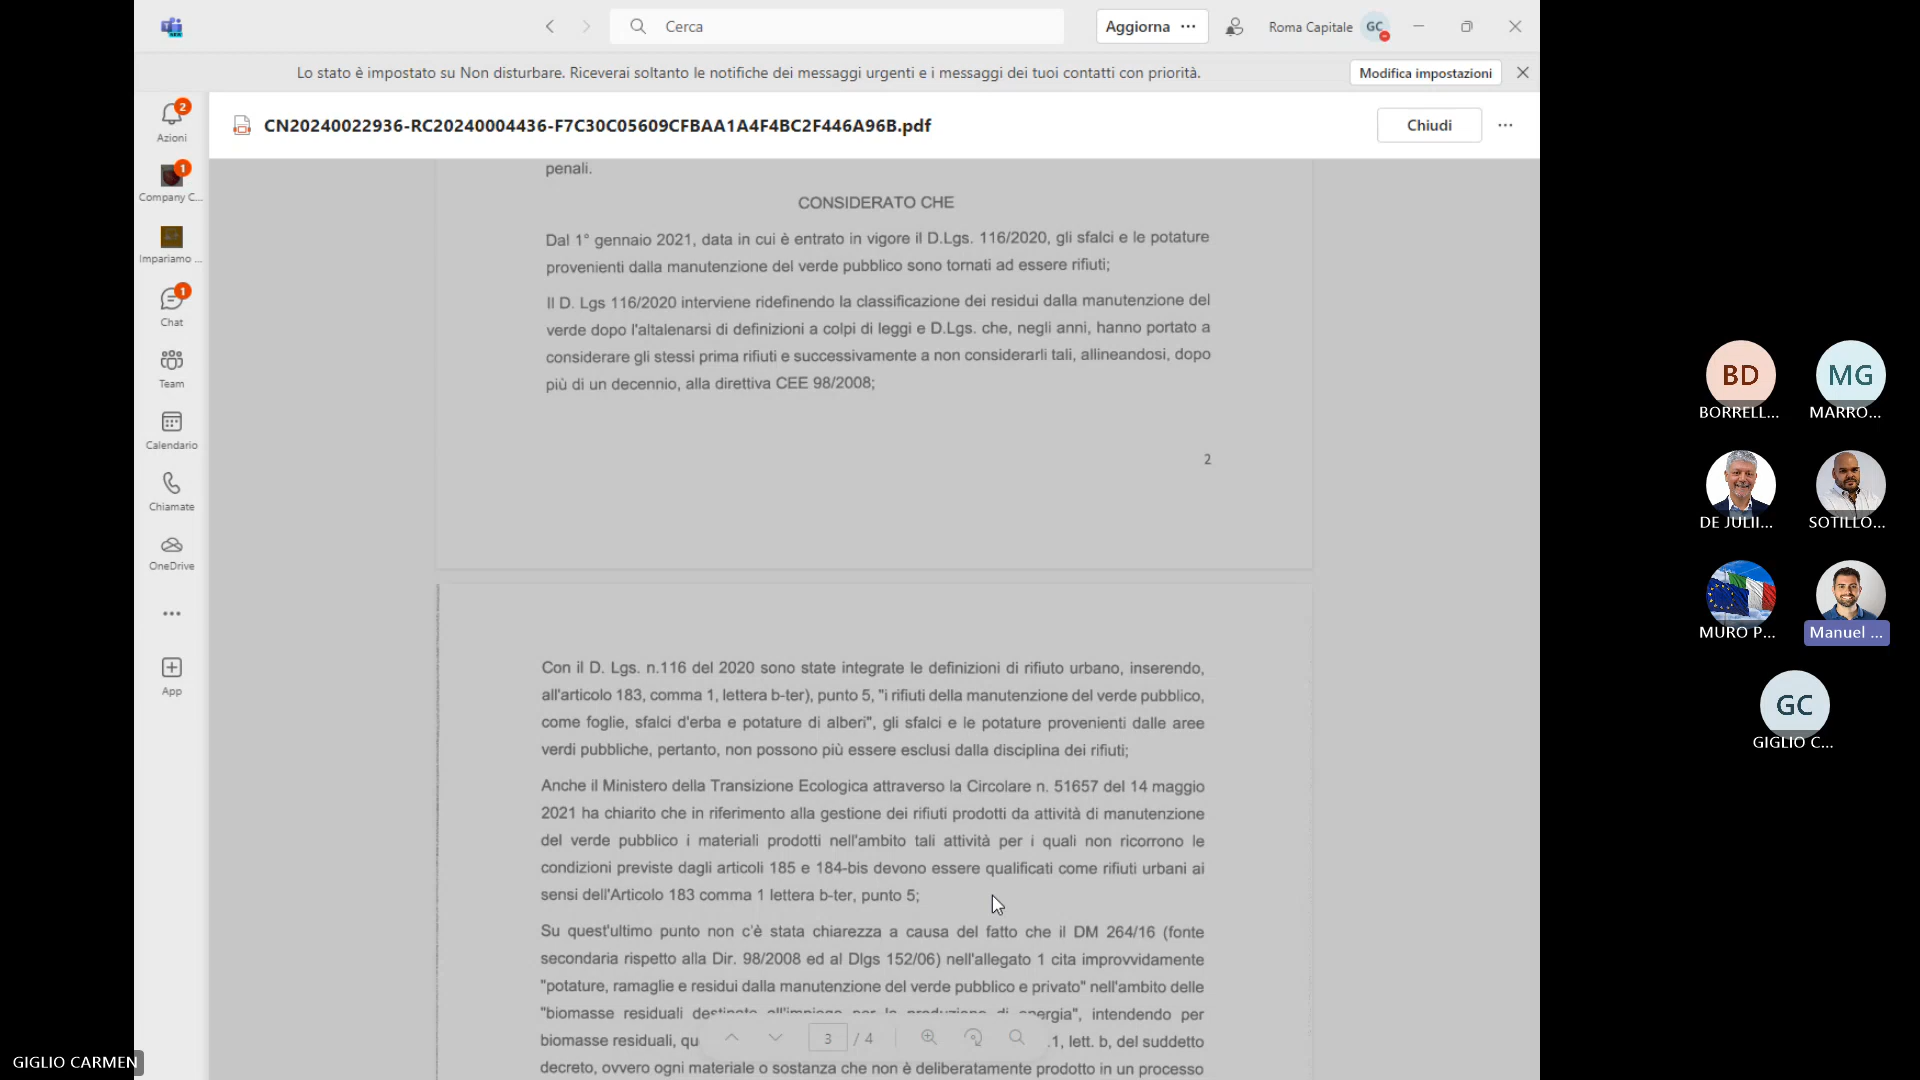 Cerca
Aggiorna ···
Roma Capitale
GC
Lo stato è impostato su Non disturbare. Riceverai soltanto le notifiche dei messaggi urgenti e i messaggi dei tuoi contatti con priorità.
Modifica impostazioni
2
Azioni
1
Company C...
Impariamo ...
1
Chat
Team
Calendario
Chiamate
OneDrive
App
CN20240022936-RC20240004436-F7C30C05609CFBAA1A4F4BC2F446A96B.pdf
Chiudi
penali.
CONSIDERATO CHE
Dal 1° gennaio 2021, data in cui è entrato in vigore il D.Lgs. 116/2020, gli sfalci e le potature
provenienti dalla manutenzione del verde pubblico sono tornati ad essere rifiuti;
Il D. Lgs 116/2020 interviene ridefinendo la classificazione dei residui dalla manutenzione del
verde dopo l'altalenarsi di definizioni a colpi di leggi e D.Lgs. che, negli anni, hanno portato a
considerare gli stessi prima rifiuti e successivamente a non considerarli tali, allineandosi, dopo
più di un decennio, alla direttiva CEE 98/2008;
2
Con il D. Lgs. n.116 del 2020 sono state integrate le definizioni di rifiuto urbano, inserendo,
all'articolo 183, comma 1, lettera b-ter), punto 5, "i rifiuti della manutenzione del verde pubblico,
come foglie, sfalci d'erba e potature di alberi", gli sfalci e le potature provenienti dalle aree
verdi pubbliche, pertanto, non possono più essere esclusi dalla disciplina dei rifiuti;
Anche il Ministero della Transizione Ecologica attraverso la Circolare n. 51657 del 14 maggio
2021 ha chiarito che in riferimento alla gestione dei rifiuti prodotti da attività di manutenzione
del verde pubblico i materiali prodotti nell'ambito tali attività per i quali non ricorrono le
condizioni previste dagli articoli 185 e 184-bis devono essere qualificati come rifiuti urbani ai
sensi dell'Articolo 183 comma 1 lettera b-ter, punto 5;
Su quest'ultimo punto non c'è stata chiarezza a causa del fatto che il DM 264/16 (fonte
secondaria rispetto alla Dir. 98/2008 ed al Dlgs 152/06) nell'allegato 1 cita improvvidamente
"potature, ramaglie e residui dalla manutenzione del verde pubblico e privato" nell'ambito delle
"biomasse residuali destinate all'impiego per la produzione di energia", intendendo per
biomasse residuali, qu .1, lett. b, del suddetto
decreto, ovvero ogni materiale o sostanza che non è deliberatamente prodotto in un processo
3 / 4
BD
BORRELL...
MG
MARRO...
DE JULII...
SOTILLO...
MURO P...
Manuel ...
GC
GIGLIO C...
GIGLIO CARMEN